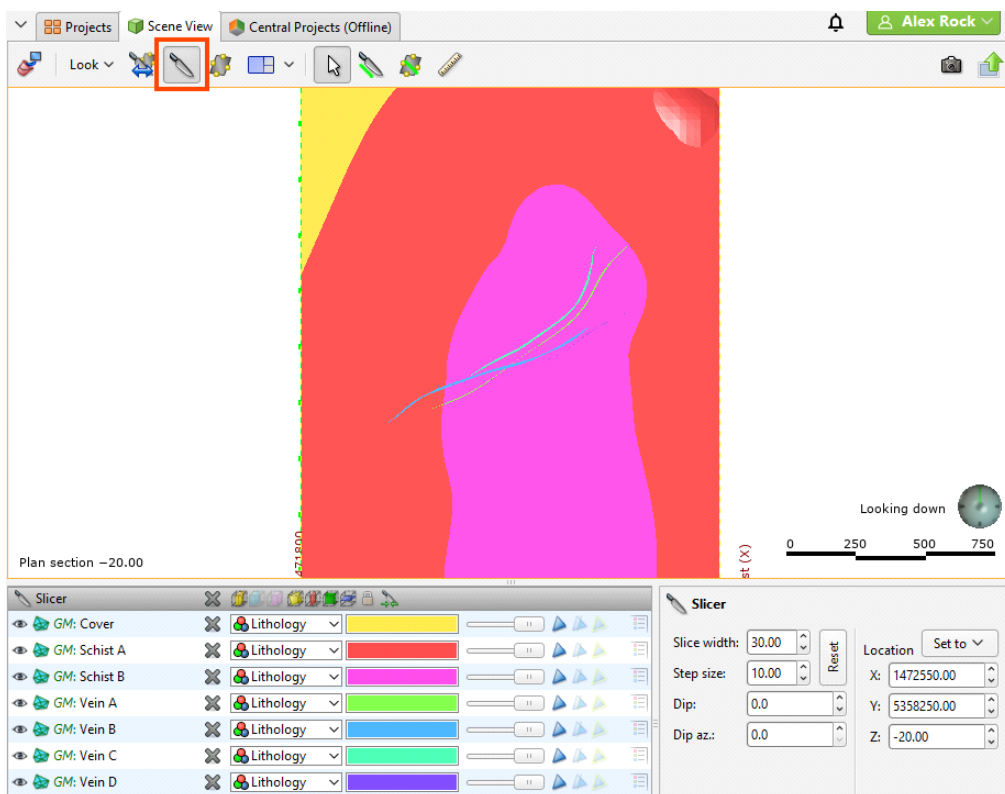 Projects Scene View Central Projects (Offline) Alex Rock
Look
Looking down
0 250 500 750
Plan section −20.00
Slicer
GM: Cover Lithology
GM: Schist A Lithology
GM: Schist B Lithology
GM: Vein A Lithology
GM: Vein B Lithology
GM: Vein C Lithology
GM: Vein D Lithology
Slicer
Slice width: 30.00
Step size: 10.00
Reset
Dip: 0.0
Dip az.: 0.0
Location Set to
X: 1472550.00
Y: 5358250.00
Z: -20.00
st (X)